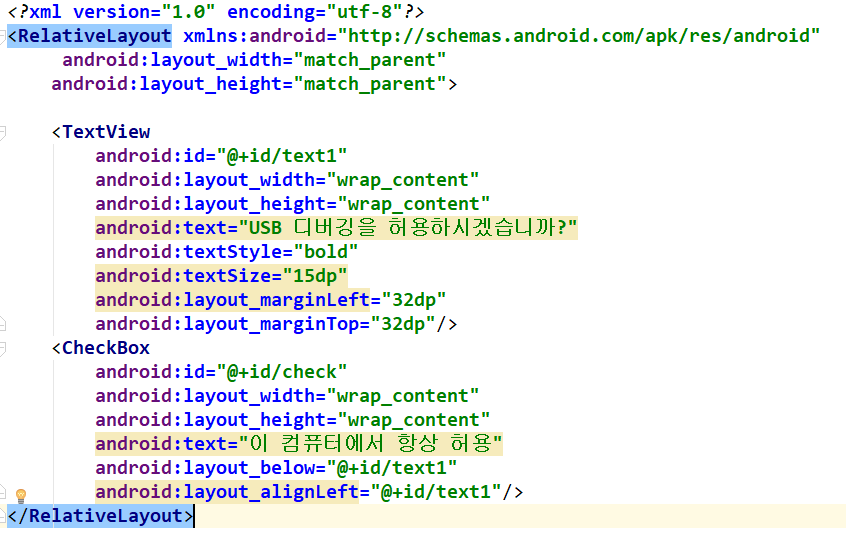 <?xml version="1.0" encoding="utf-8"?>
<RelativeLayout xmlns:android="http://schemas.android.com/apk/res/android"
android:layout_width="match_parent"
android:layout_height="match_parent">
<TextView
android:id="@+id/text1"
android:layout_width="wrap_content"
android:layout_height="wrap_content"
android:text="USB 디버깅을 허용하시겠습니까?"
android:textStyle="bold"
android:textSize="15dp"
android:layout_marginLeft="32dp"
android:layout_marginTop="32dp"/>
<CheckBox
android:id="@+id/check"
android:layout_width="wrap_content"
android:layout_height="wrap_content"
android:text="이 컴퓨터에서 항상 허용"
android:layout_below="@+id/text1"
android:layout_alignLeft="@+id/text1"/>
</RelativeLayout>